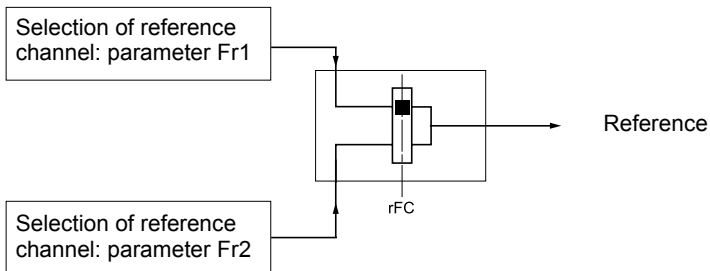 Selection of reference
channel: parameter Fr1
Reference
rFC
Selection of reference
channel: parameter Fr2